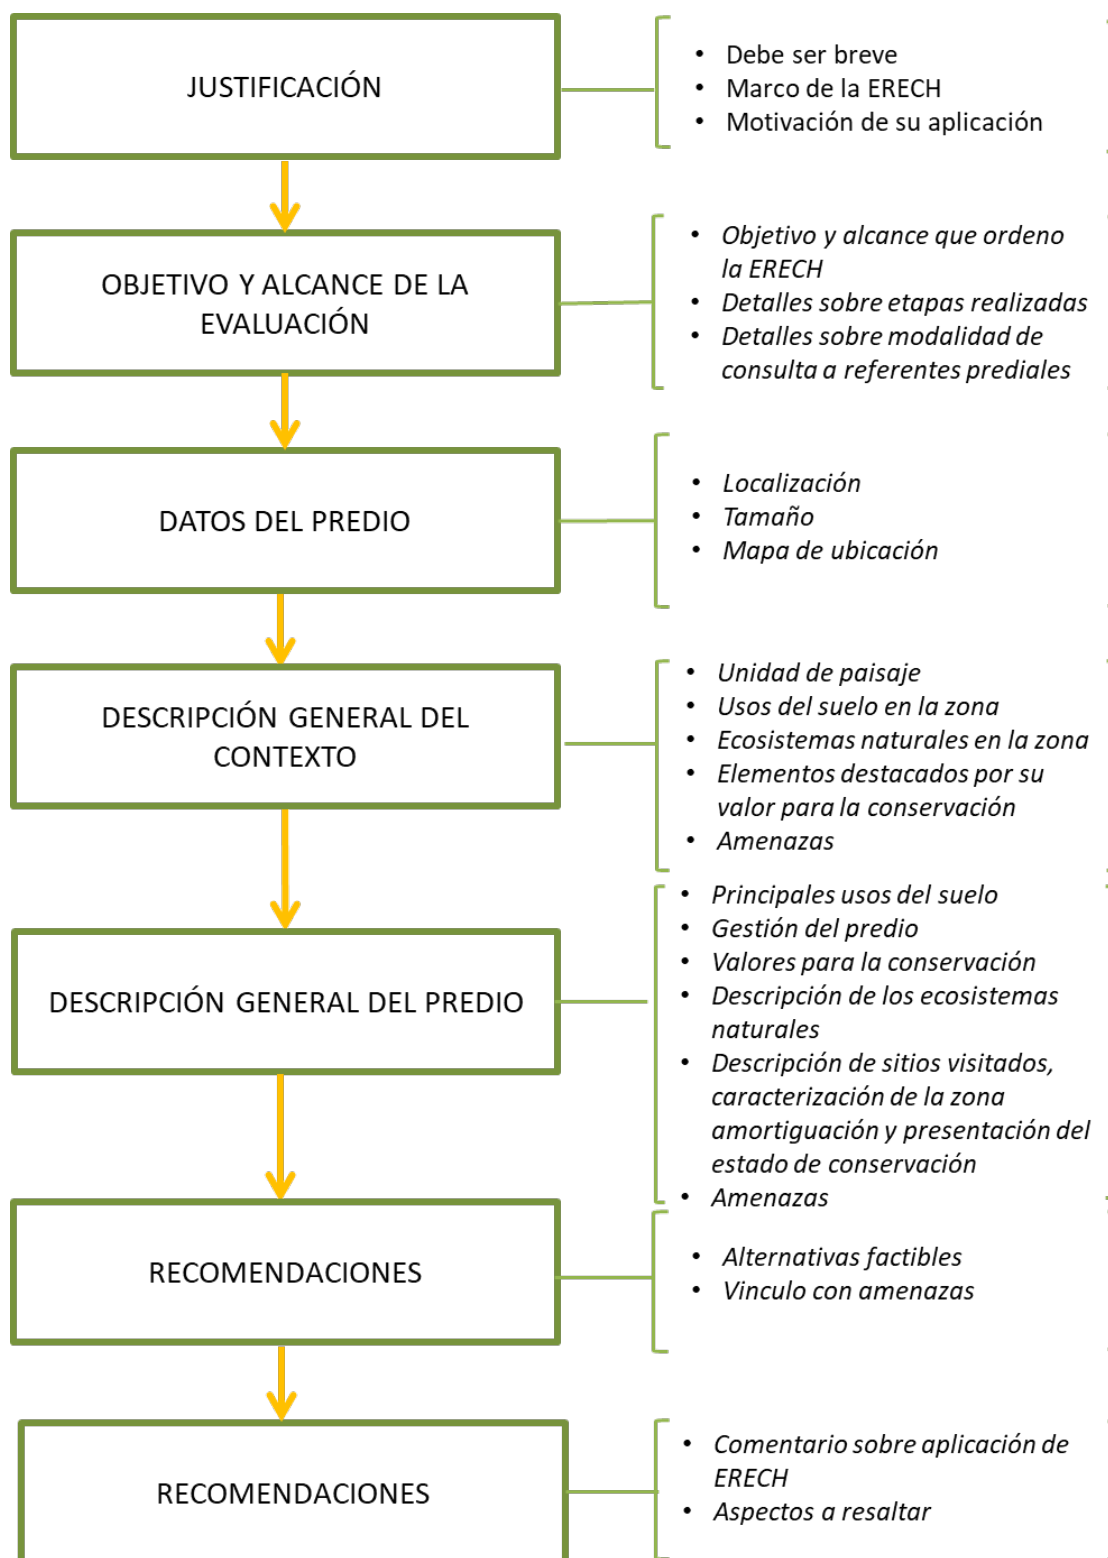 JUSTIFICACIÓN
• Debe ser breve
• Marco de la ERECH
• Motivación de su aplicación
OBJETIVO Y ALCANCE DE LA
EVALUACIÓN
• Objetivo y alcance que ordeno
la ERECH
• Detalles sobre etapas realizadas
• Detalles sobre modalidad de
consulta a referentes prediales
DATOS DEL PREDIO
• Localización
• Tamaño
• Mapa de ubicación
DESCRIPCIÓN GENERAL DEL
CONTEXTO
• Unidad de paisaje
• Usos del suelo en la zona
• Ecosistemas naturales en la zona
• Elementos destacados por su
valor para la conservación
• Amenazas
DESCRIPCIÓN GENERAL DEL PREDIO
• Principales usos del suelo
• Gestión del predio
• Valores para la conservación
• Descripción de los ecosistemas
naturales
• Descripción de sitios visitados,
caracterización de la zona
amortiguación y presentación del
estado de conservación
• Amenazas
RECOMENDACIONES
• Alternativas factibles
• Vinculo con amenazas
RECOMENDACIONES
• Comentario sobre aplicación de
ERECH
• Aspectos a resaltar